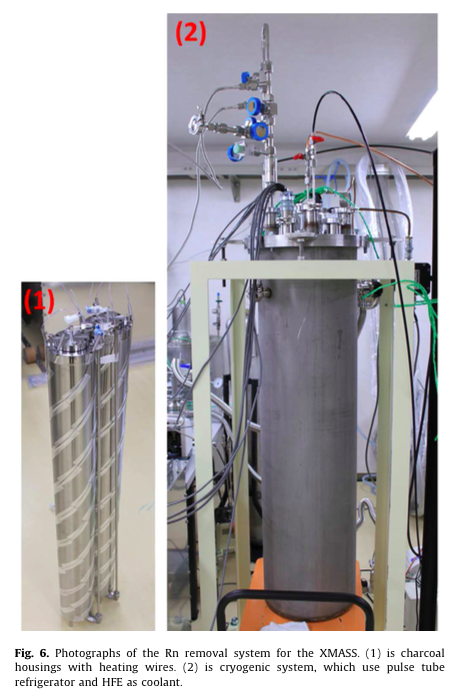 (2)
(1)
Fig. 6. Photographs of the Rn removal system for the XMASS. (1) is charcoal
housings with heating wires. (2) is cryogenic system, which use pulse tube
refrigerator and HFE as coolant.